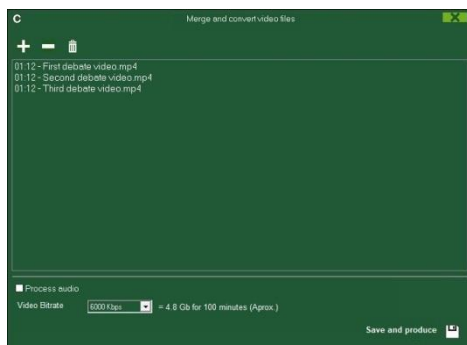 C
Merge and convert video files
X
01:12 - First debate video.mp4
01:12 - Second debate video.mp4
01:12 - Third debate video.mp4
Process audio
Video Bitrate 6000 Kbps = 4.8 Gb for 100 minutes (Aprox.)
Save and produce